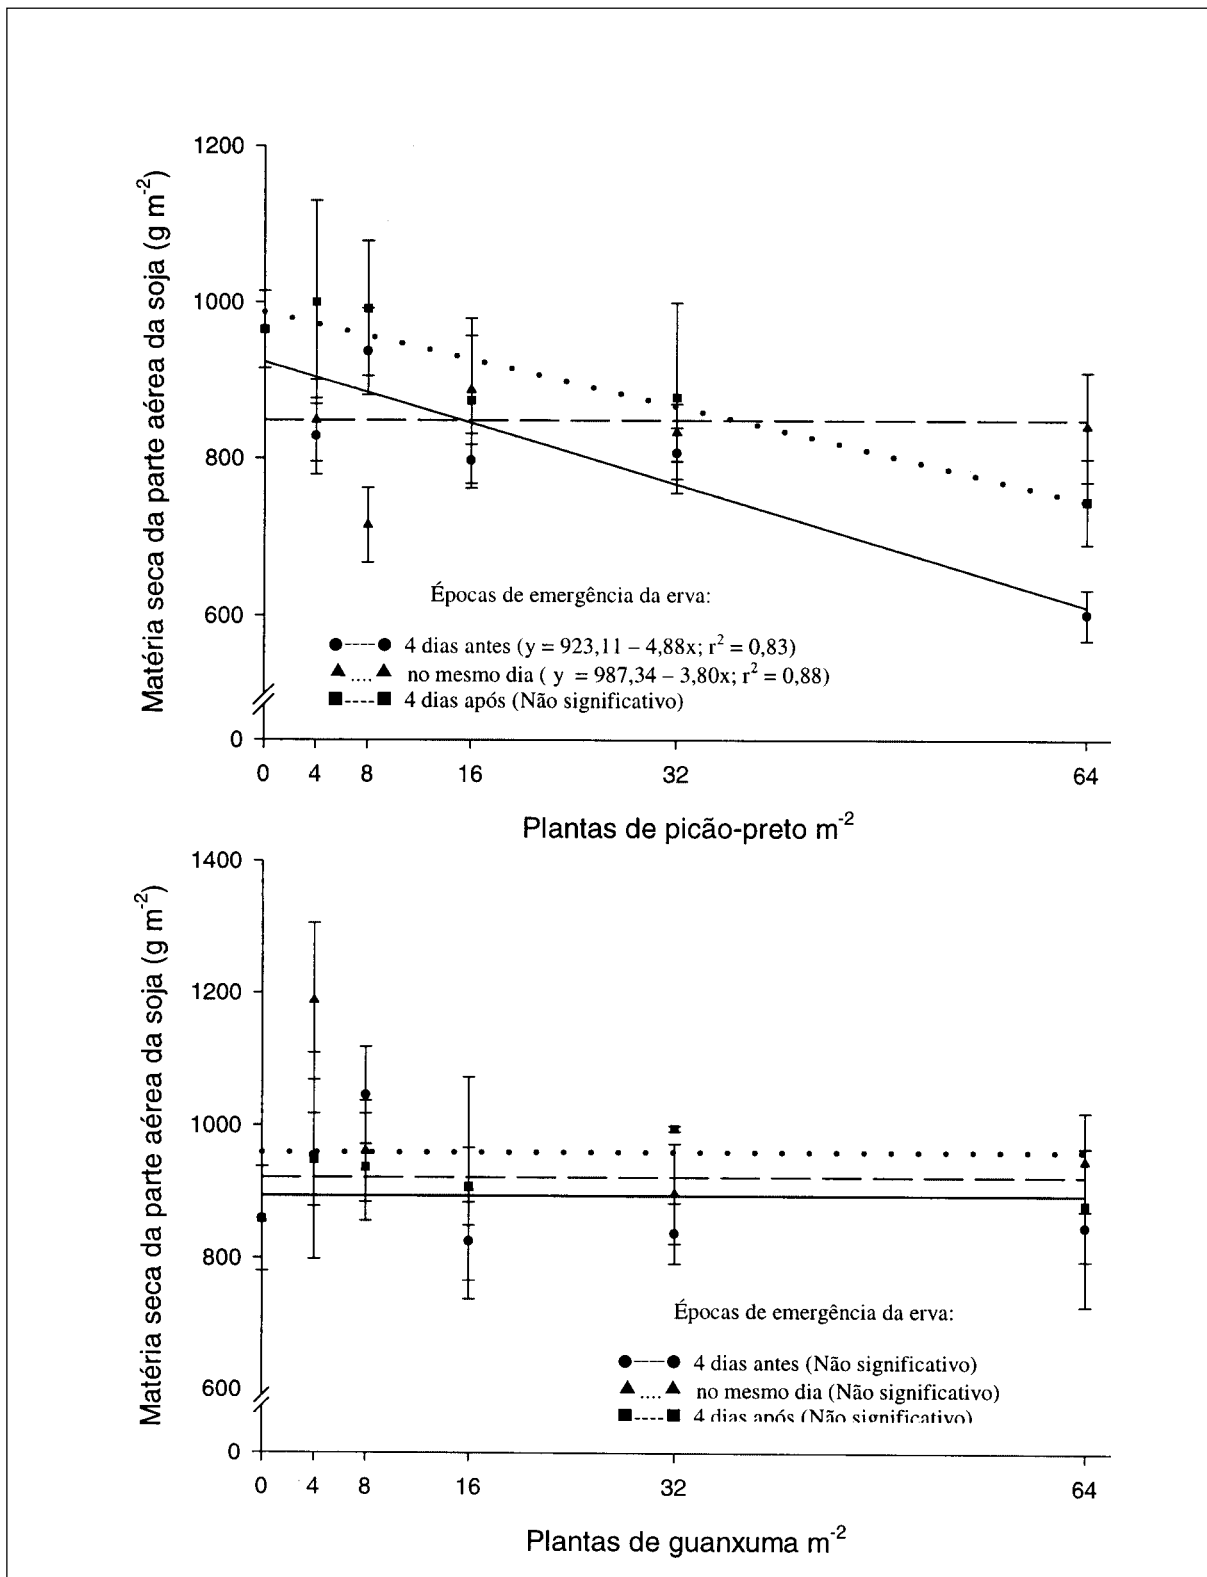 Matéria seca da parte aérea da soja (g m⁻²)
1200
1000
800
600
0
Épocas de emergência da erva:
4 dias antes (y = 923,11 – 4,88x; r² = 0,83)
no mesmo dia ( y = 987,34 – 3,80x; r² = 0,88)
4 dias após (Não significativo)
0 4 8 16 32 64
Plantas de picão-preto m⁻²
Matéria seca da parte aérea da soja (g m⁻²)
1400
1200
1000
800
600
0
Épocas de emergência da erva:
4 dias antes (Não significativo)
no mesmo dia (Não significativo)
4 dias após (Não significativo)
0 4 8 16 32 64
Plantas de guanxuma m⁻²